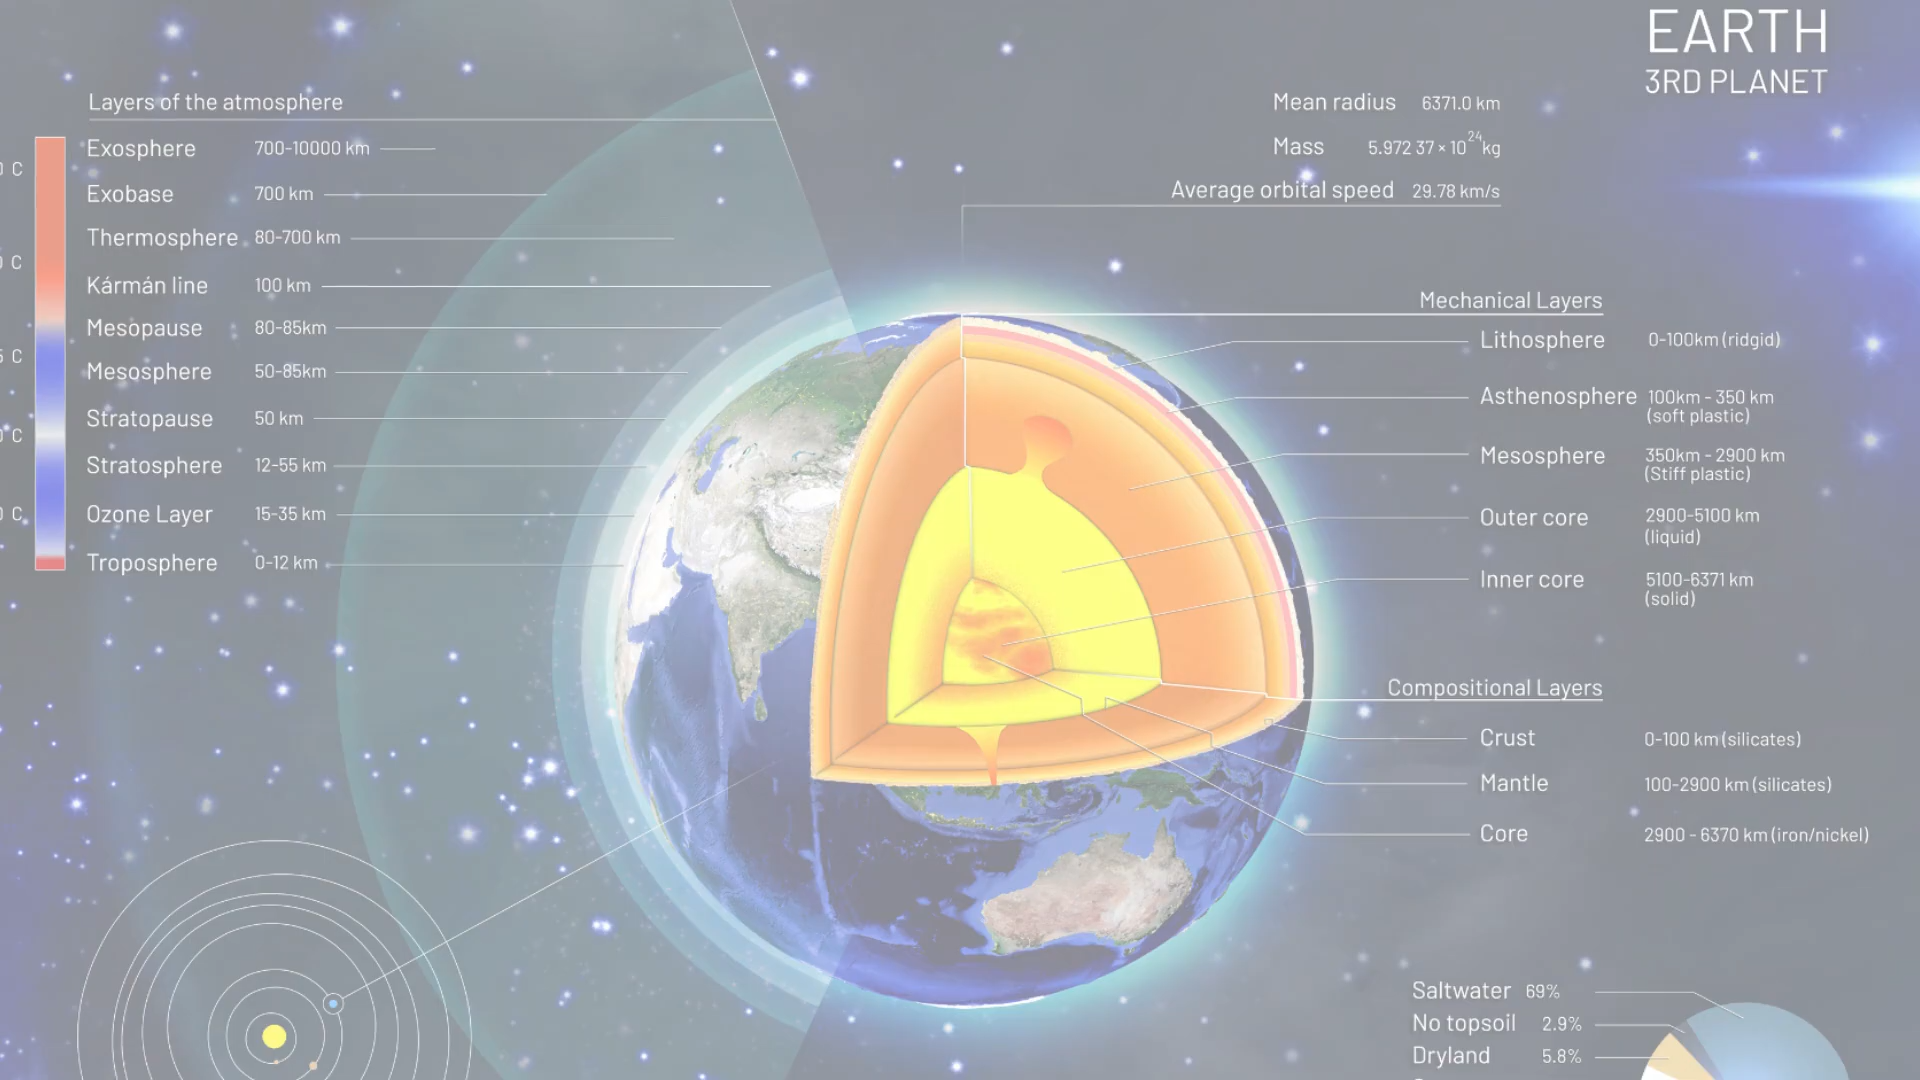 EARTH
3RD PLANET
Layers of the atmosphere
Exosphere 700-10000 km
Exobase 700 km
Thermosphere 80-700 km
Kármán line 100 km
Mesopause 80-85km
Mesosphere 50-85km
Stratopause 50 km
Stratosphere 12-55 km
Ozone Layer 15-35 km
Troposphere 0-12 km
C
C
C
C
C
Mean radius 6371.0 km
Mass 5.972 37 × 10²⁴kg
Average orbital speed 29.78 km/s
Mechanical Layers
Lithosphere 0-100km (ridgid)
Asthenosphere 100km - 350 km
(soft plastic)
Mesosphere 350km - 2900 km
(Stiff plastic)
Outer core 2900-5100 km
(liquid)
Inner core 5100-6371 km
(solid)
Compositional Layers
Crust 0-100 km (silicates)
Mantle 100-2900 km (silicates)
Core 2900 - 6370 km (iron/nickel)
Saltwater 69%
No topsoil 2.9%
Dryland 5.8%